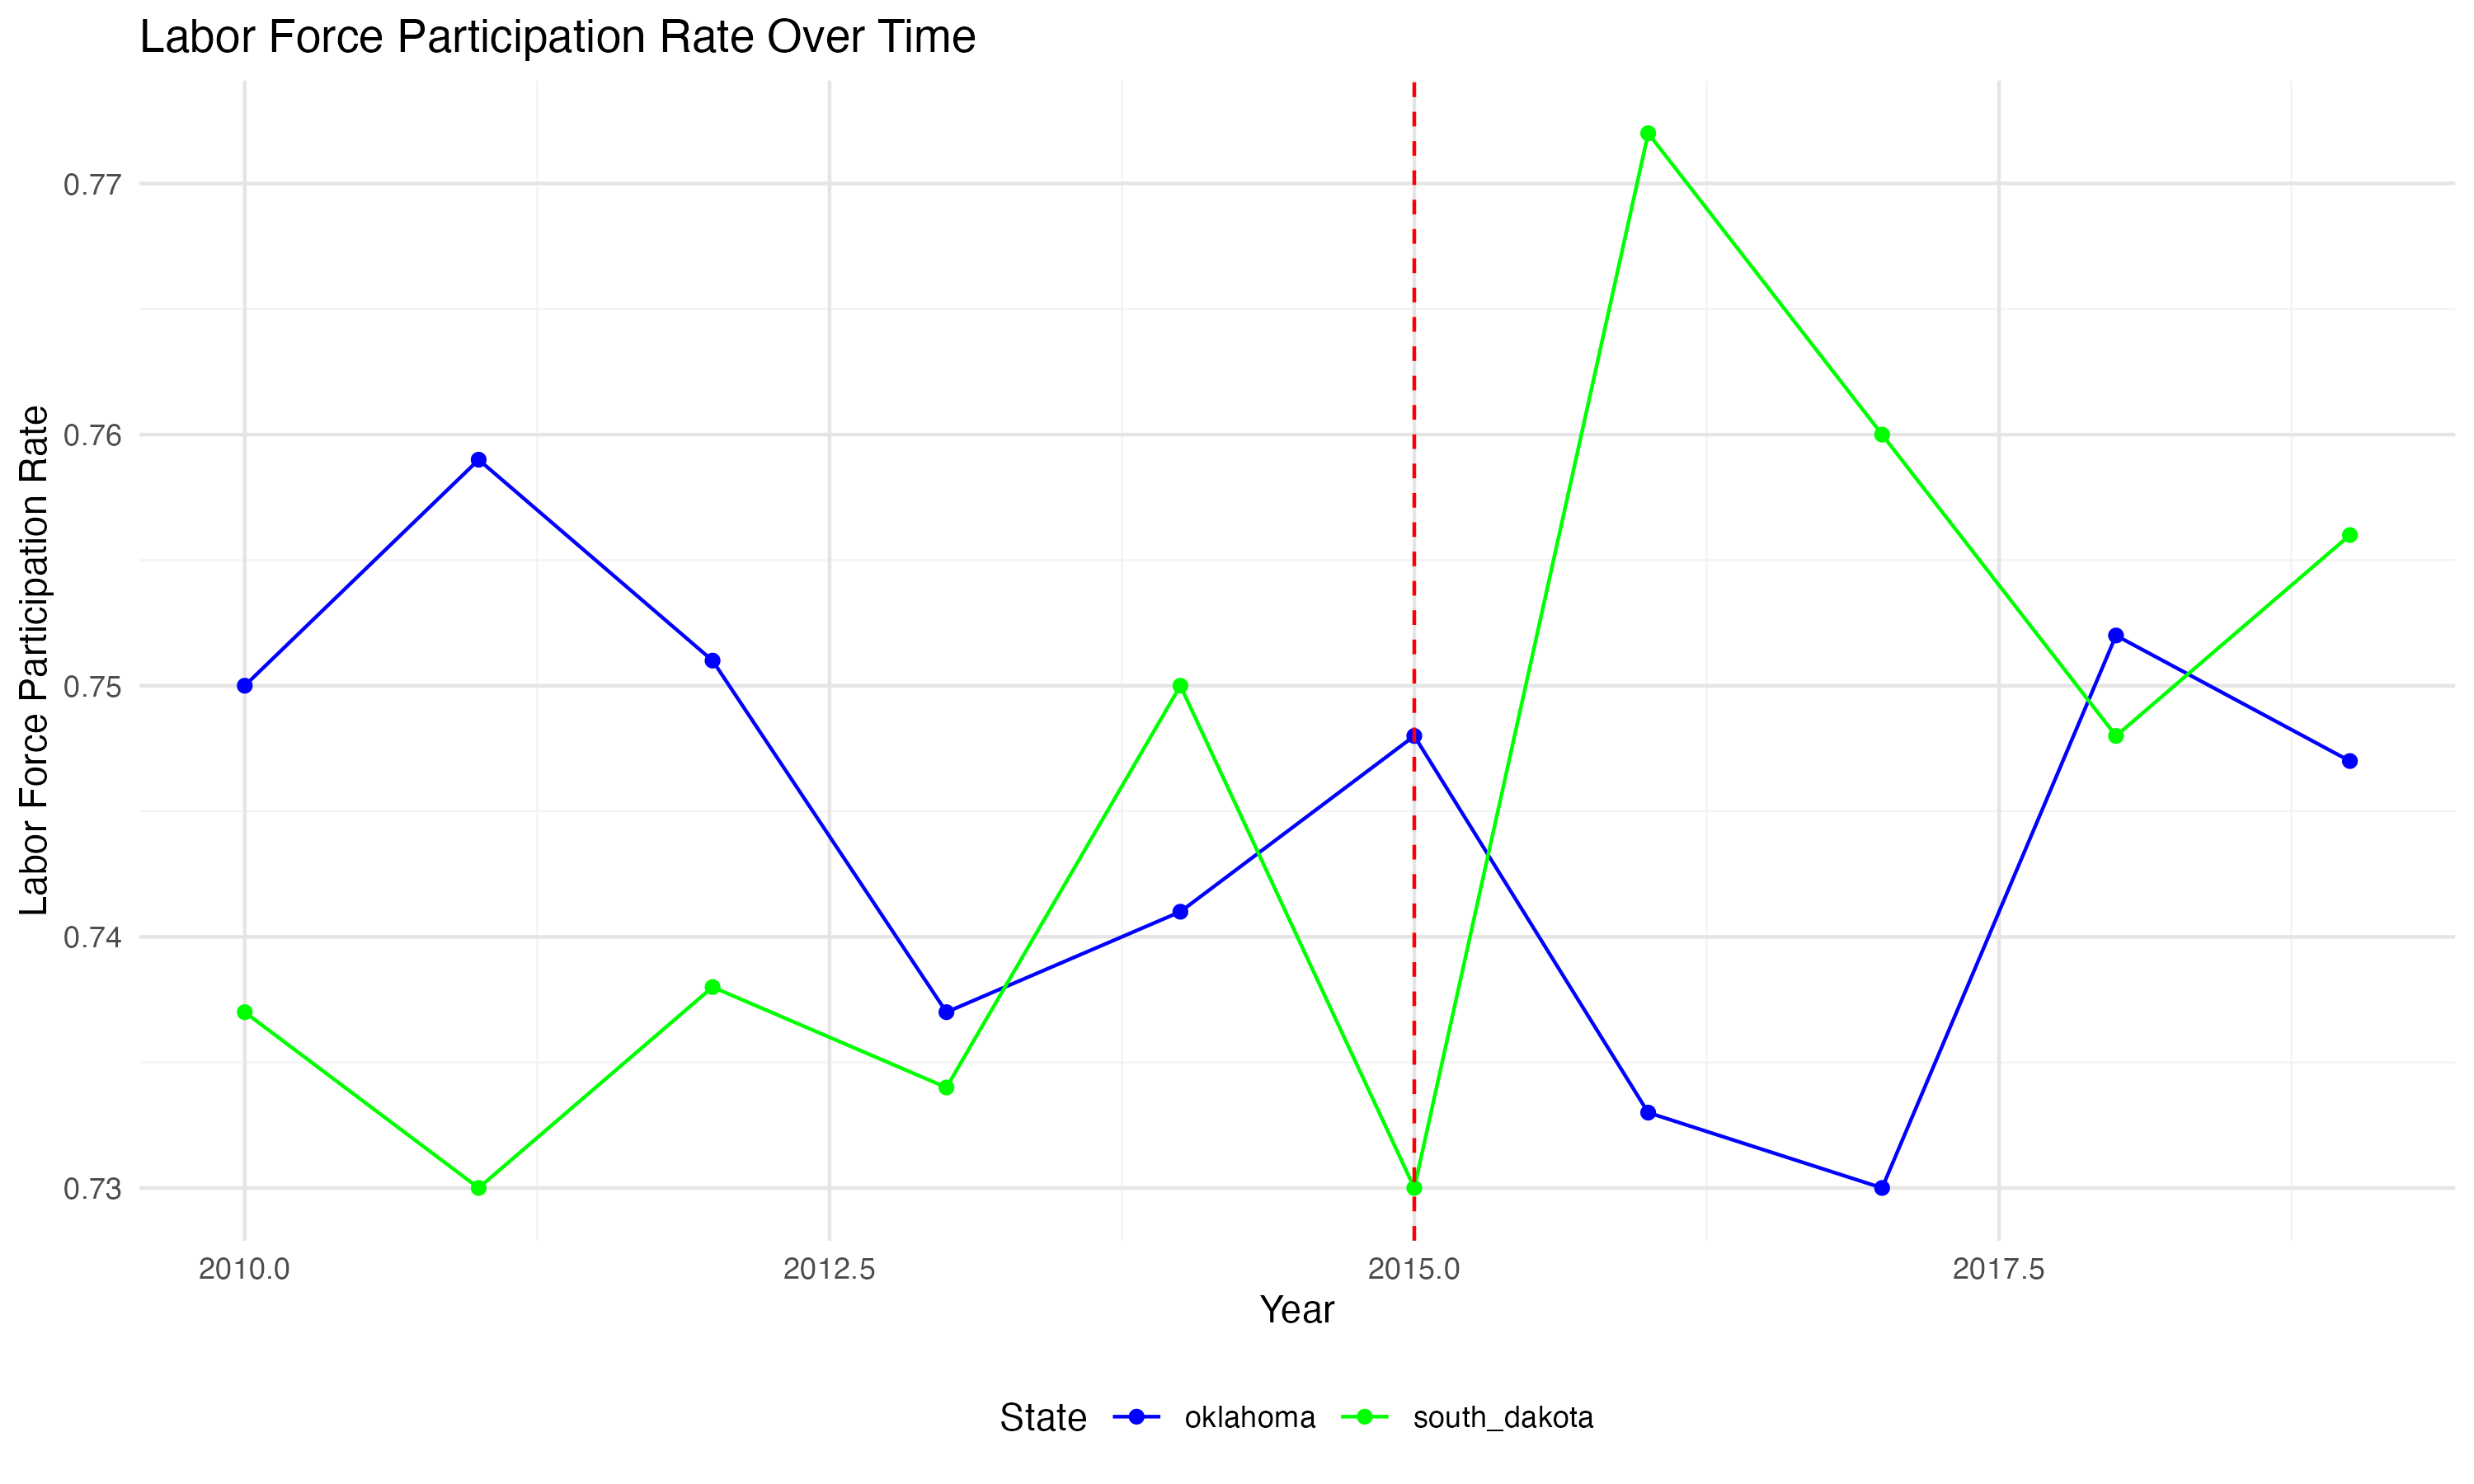 Labor Force Participation Rate Over Time
Labor Force Participation Rate
0.77
0.76
0.75
0.74
0.73
2010.0 2012.5 2015.0 2017.5
Year
State oklahoma south_dakota